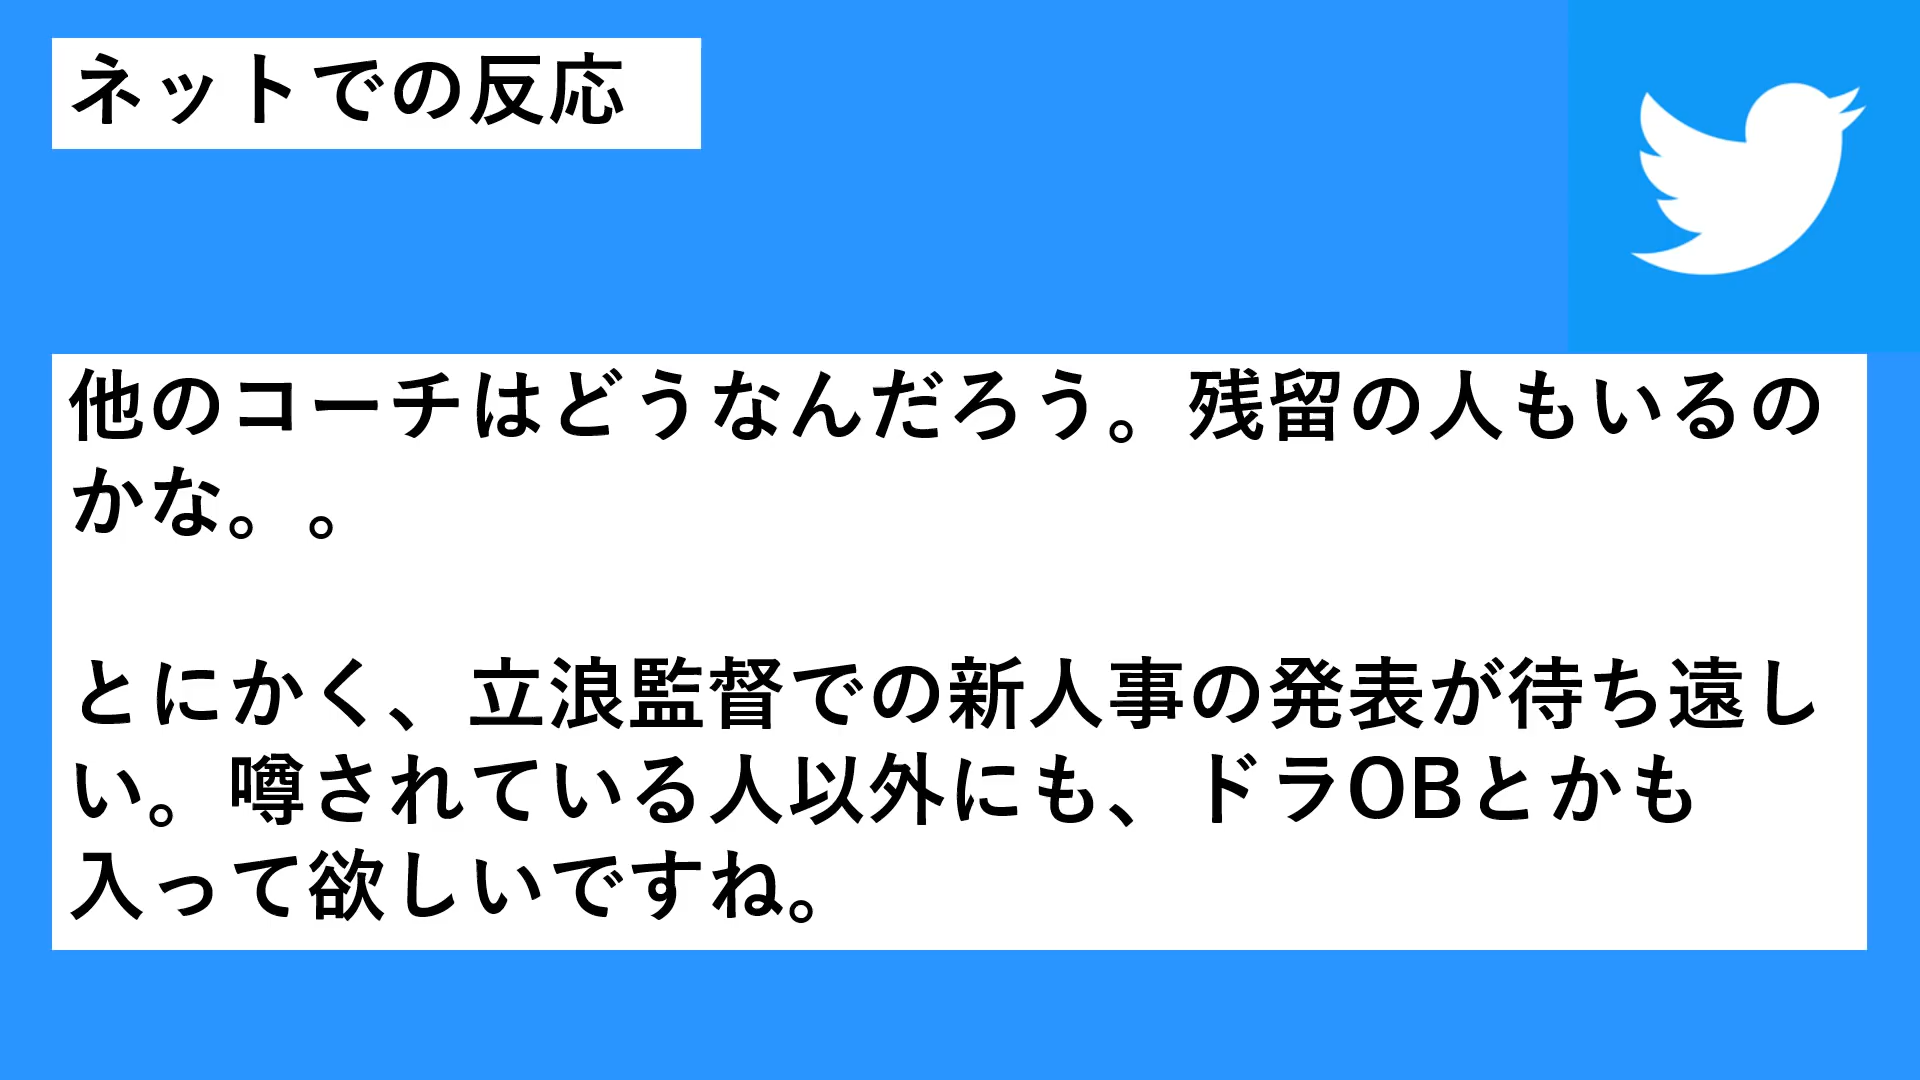 ネットでの反応
他のコーチはどうなんだろう。残留の人もいるの
かな。。
とにかく、立浪監督での新人事の発表が待ち遠し
い。噂されている人以外にも、ドラOBとかも
入って欲しいですね。